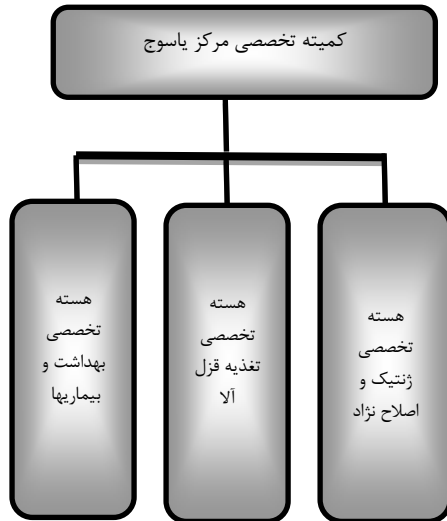 کمیته تخصصی مرکز یاسوج
هسته
تخصصی
ژنتیک و
اصلاح نژاد
هسته
تخصصی
تغذیه قزل
آلا
هسته
تخصصی
بهداشت و
بیماریها